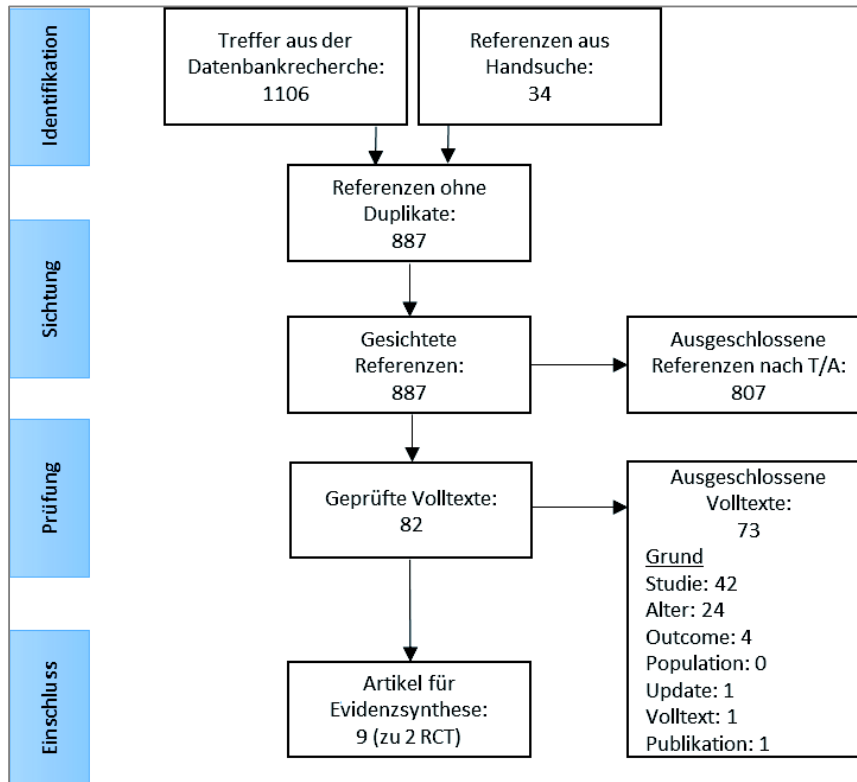 Identifikation
Treffer aus der
Datenbankrecherche:
1106
Referenzen aus
Handsuche:
34
Referenzen ohne
Duplikate:
887
Sichtung
Gesichtete
Referenzen:
887
Ausgeschlossene
Referenzen nach T/A:
807
Prüfung
Geprüfte Volltexte:
82
Ausgeschlossene
Volltexte:
73
Grund
Studie: 42
Alter: 24
Outcome: 4
Population: 0
Update: 1
Volltext: 1
Publikation: 1
Einschluss
Artikel für
Evidenzsynthese:
9 (zu 2 RCT)